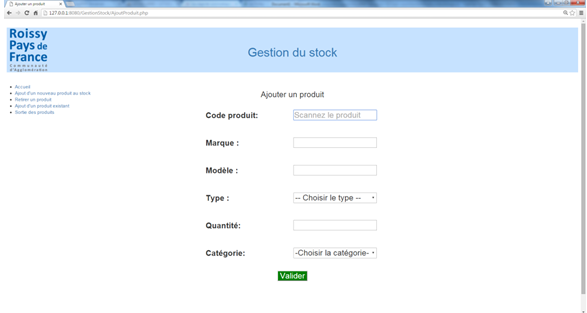 Ajouter un produit
127.0.0.1:8080/GestionStock/AjoutProduit.php
Roissy
Pays de
France
Communauté
d'Agglomération
Gestion du stock
Accueil
Ajout d'un nouveau produit au stock
Retirer un produit
Ajout d'un produit existant
Sortie des produits
Ajouter un produit
Code produit: Scannez le produit
Marque :
Modèle :
Type : -- Choisir le type --
Quantité:
Catégorie: -Choisir la catégorie-
Valider